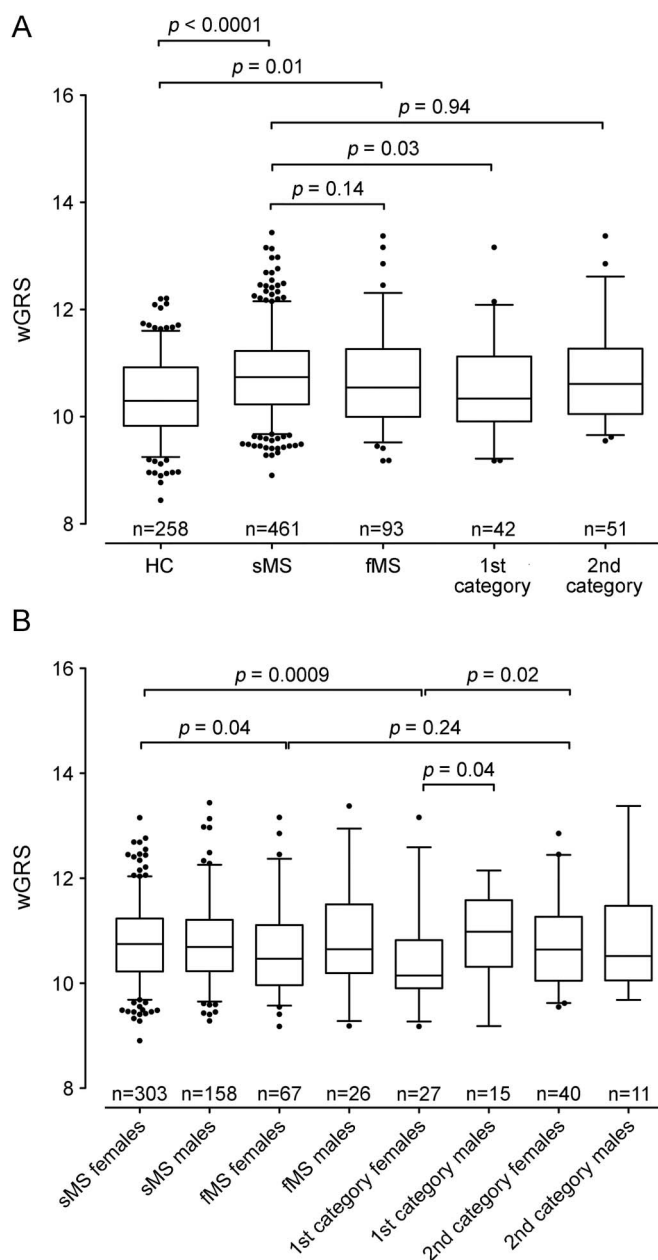 A
p < 0.0001
p = 0.01
16
p = 0.94
p = 0.03
14
p = 0.14
wGRS
12
10
8
n=258 n=461 n=93 n=42 n=51
HC sMS fMS 1st category 2nd category
B
16
p = 0.0009 p = 0.02
p = 0.04 p = 0.24
14
p = 0.04
wGRS
12
10
8
n=303 n=158 n=67 n=26 n=27 n=15 n=40 n=11
sMS females
sMS males
fMS females
fMS males
1st category females
1st category males
2nd category females
2nd category males